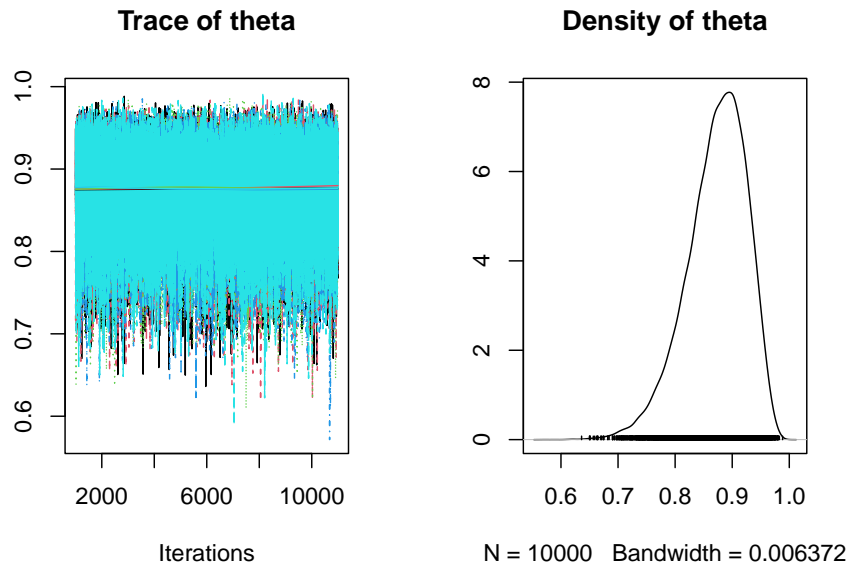 Trace of theta
1.0
0.9
0.8
0.7
0.6
2000 6000 10000
Iterations
Density of theta
8
6
4
2
0
0.6 0.7 0.8 0.9 1.0
N = 10000 Bandwidth = 0.006372